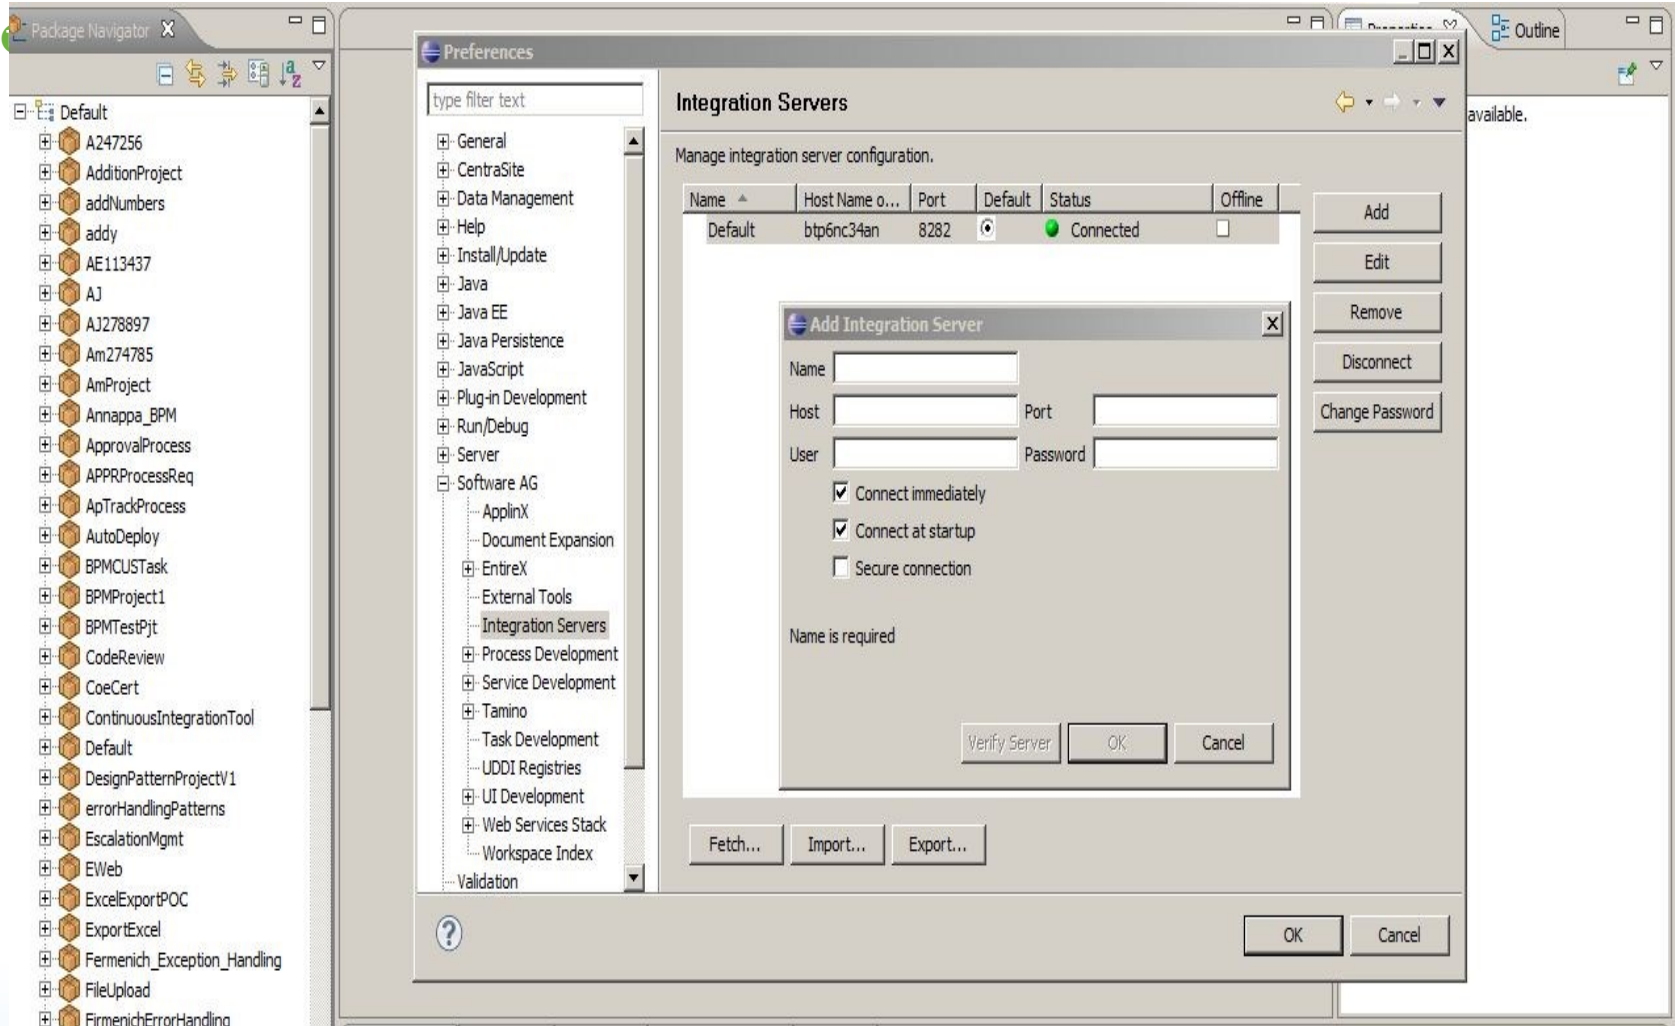 Package Navigator
Default
A247256
AdditionProject
addNumbers
addy
AE113437
AJ
AJ278897
Am274785
AmProject
Annappa_BPM
ApprovalProcess
APPRProcessReq
ApTrackProcess
AutoDeploy
BPMCUSTask
BPMProject1
BPMTestPjt
CodeReview
CoeCert
ContinuousIntegrationTool
Default
DesignPatternProjectV1
errorHandlingPatterns
EscalationMgmt
EWeb
ExcelExportPOC
ExportExcel
Fermenich_Exception_Handling
FileUpload
FirmenichErrorHandling
Preferences
type filter text
General
CentraSite
Data Management
Help
Install/Update
Java
Java EE
Java Persistence
JavaScript
Plug-in Development
Run/Debug
Server
Software AG
ApplinX
Document Expansion
EntireX
External Tools
Integration Servers
Process Development
Service Development
Tamino
Task Development
UDDI Registries
UI Development
Web Services Stack
Workspace Index
Validation
Integration Servers
Manage integration server configuration.
Name Host Name o... Port Default Status Offline
Default btp6nc34an 8282 Connected
Add
Edit
Remove
Disconnect
Change Password
Add Integration Server
Name
Host Port
User Password
Connect immediately
Connect at startup
Secure connection
Name is required
Verify Server OK Cancel
Fetch... Import... Export...
OK Cancel
Properties Outline
available.